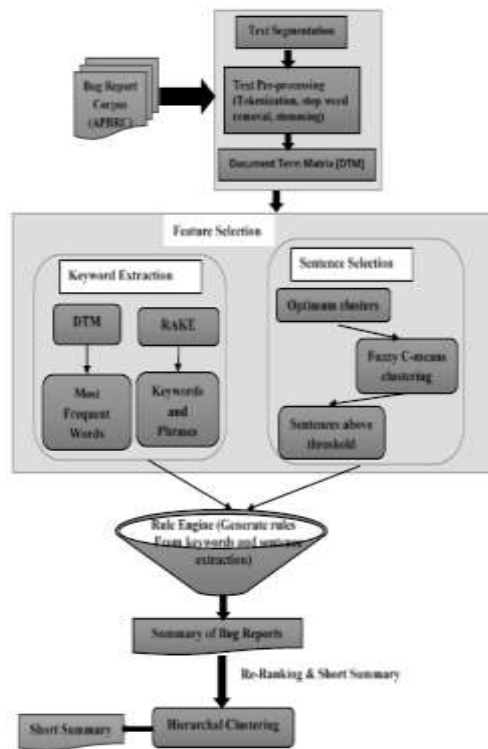 Text Segmentation
Bug Report
Corpus
(APBRC)
Text Pre-processing
(Tokenization, stop word
removal, stemming)
Document Term Matrix [DTM]
Feature Selection
Keyword Extraction
DTM
RAKE
Most
Frequent
Words
Keywords
and
Phrases
Sentence Selection
Optimum clusters
Fuzzy C-means
clustering
Sentences above
threshold
Rule Engine (Generate rules
From keywords and sentence
extraction)
Summary of Bug Reports
Re-Ranking & Short Summary
Short Summary
Hierarchal Clustering